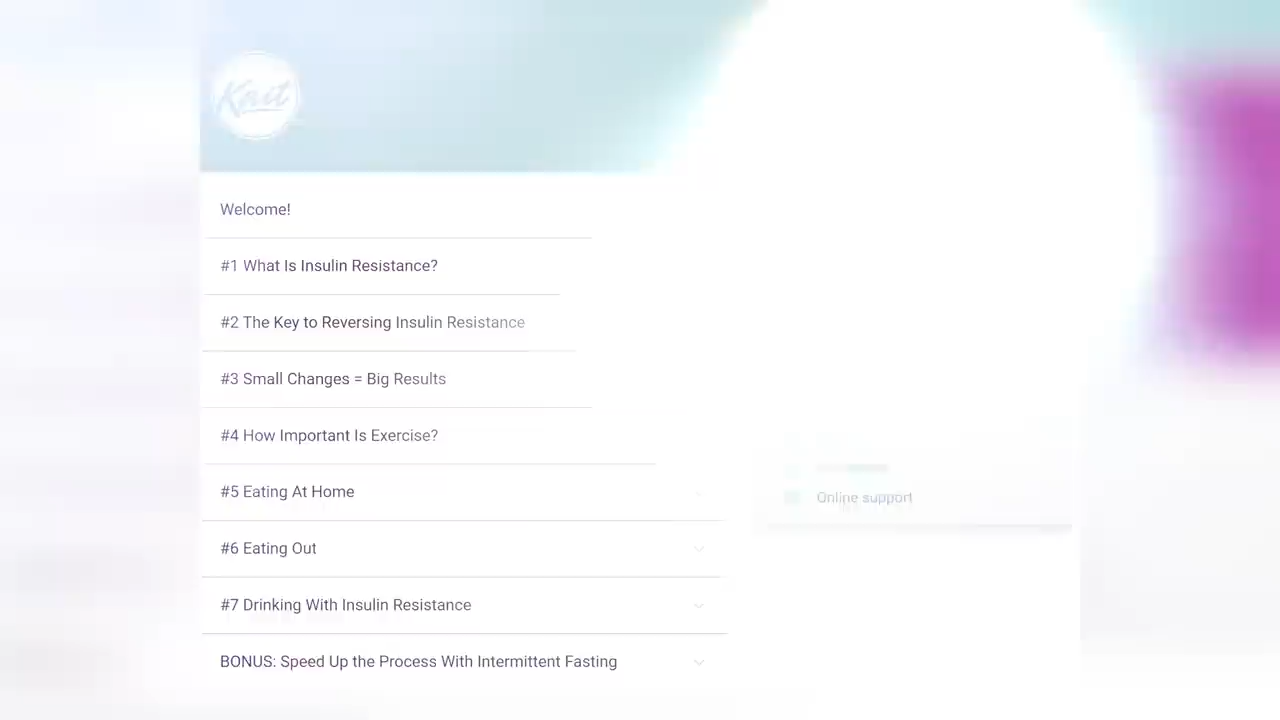 Kait
Welcome!
#1 What Is Insulin Resistance?
#2 The Key to Reversing Insulin Resistance
#3 Small Changes = Big Results
#4 How Important Is Exercise?
#5 Eating At Home
#6 Eating Out
#7 Drinking With Insulin Resistance
BONUS: Speed Up the Process With Intermittent Fasting
Online support